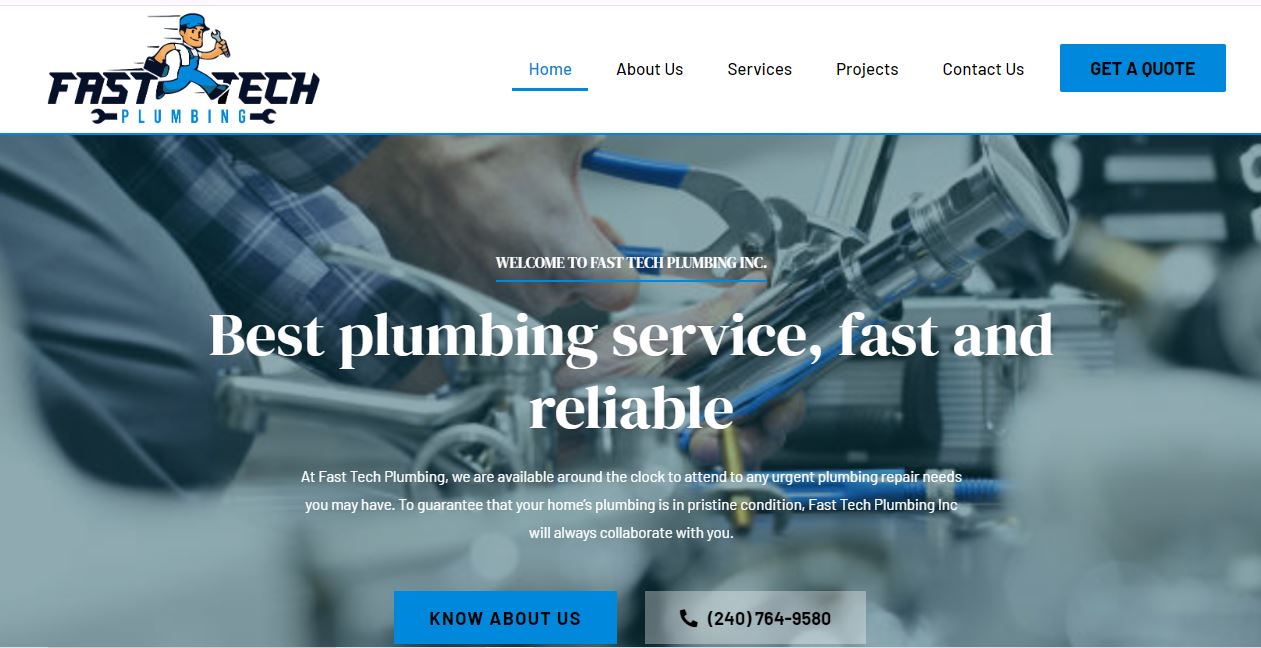 FAST TECH
PLUMBING
Home
About Us
Services
Projects
Contact Us
GET A QUOTE
WELCOME TO FAST TECH PLUMBING INC.
Best plumbing service, fast and
reliable
At Fast Tech Plumbing, we are available around the clock to attend to any urgent plumbing repair needs
you may have. To guarantee that your home's plumbing is in pristine condition, Fast Tech Plumbing Inc
will always collaborate with you.
KNOW ABOUT US
(240) 764-9580